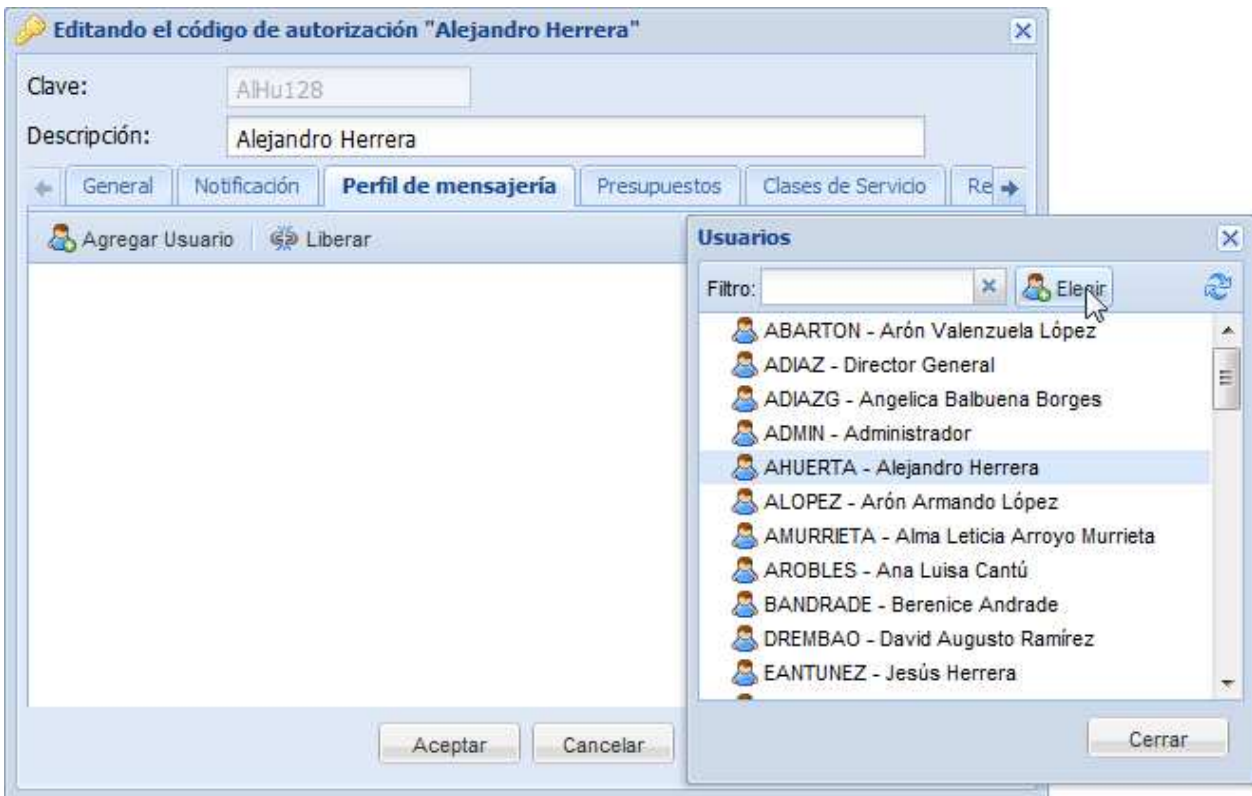 Editando el código de autorización "Alejandro Herrera"
Clave: AlHu128
Descripción: Alejandro Herrera
General Notificación Perfil de mensajería Presupuestos Clases de Servicio Re
Agregar Usuario Liberar
Usuarios
Filtro: Elegir
ABARTON - Arón Valenzuela López
ADIAZ - Director General
ADIAZG - Angelica Balbuena Borges
ADMIN - Administrador
AHUERTA - Alejandro Herrera
ALOPEZ - Arón Armando López
AMURRIETA - Alma Leticia Arroyo Murrieta
AROBLES - Ana Luisa Cantú
BANDRADE - Berenice Andrade
DREMBAO - David Augusto Ramírez
EANTUNEZ - Jesús Herrera
Aceptar Cancelar
Cerrar